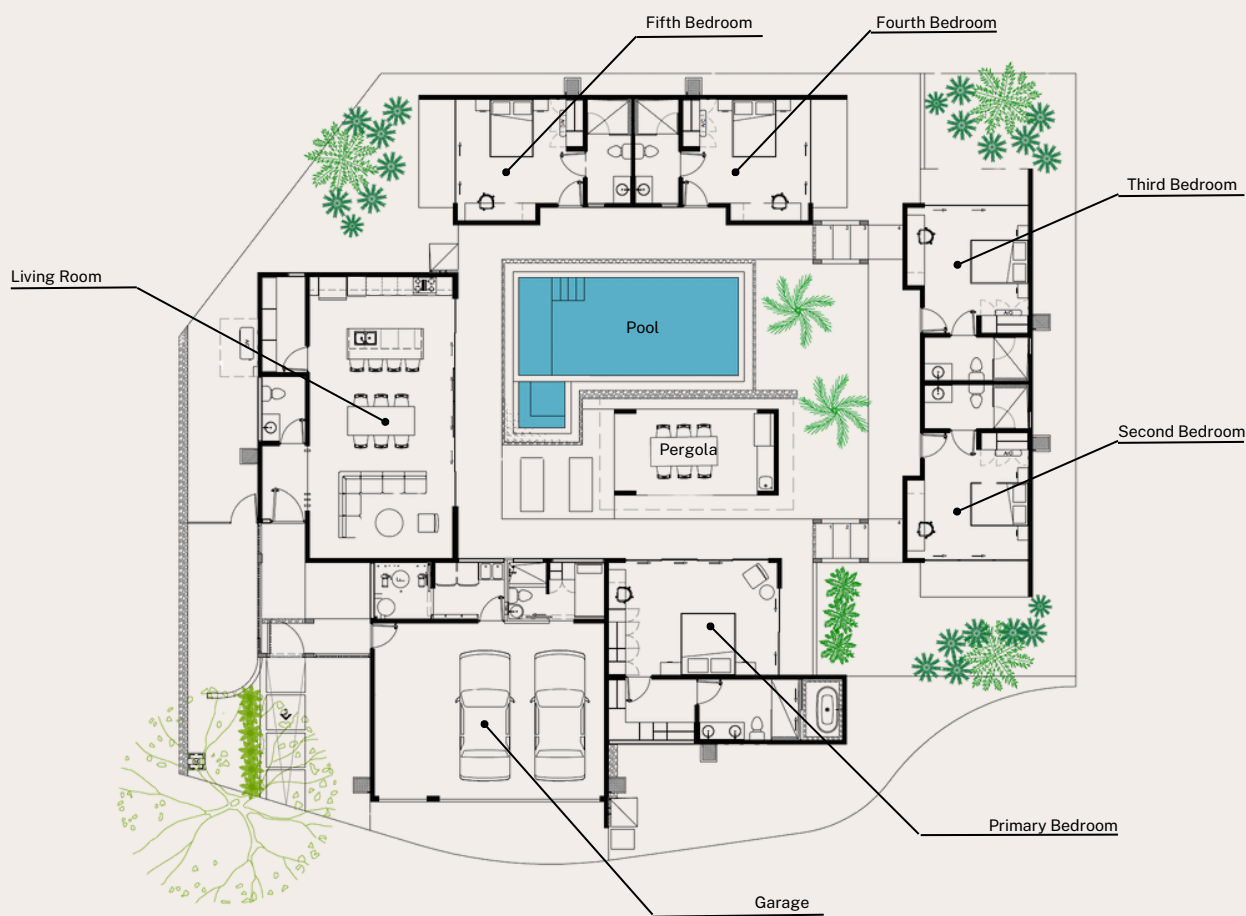 Fifth Bedroom
Fourth Bedroom
Third Bedroom
Living Room
Pool
Second Bedroom
Pergola
Primary Bedroom
Garage